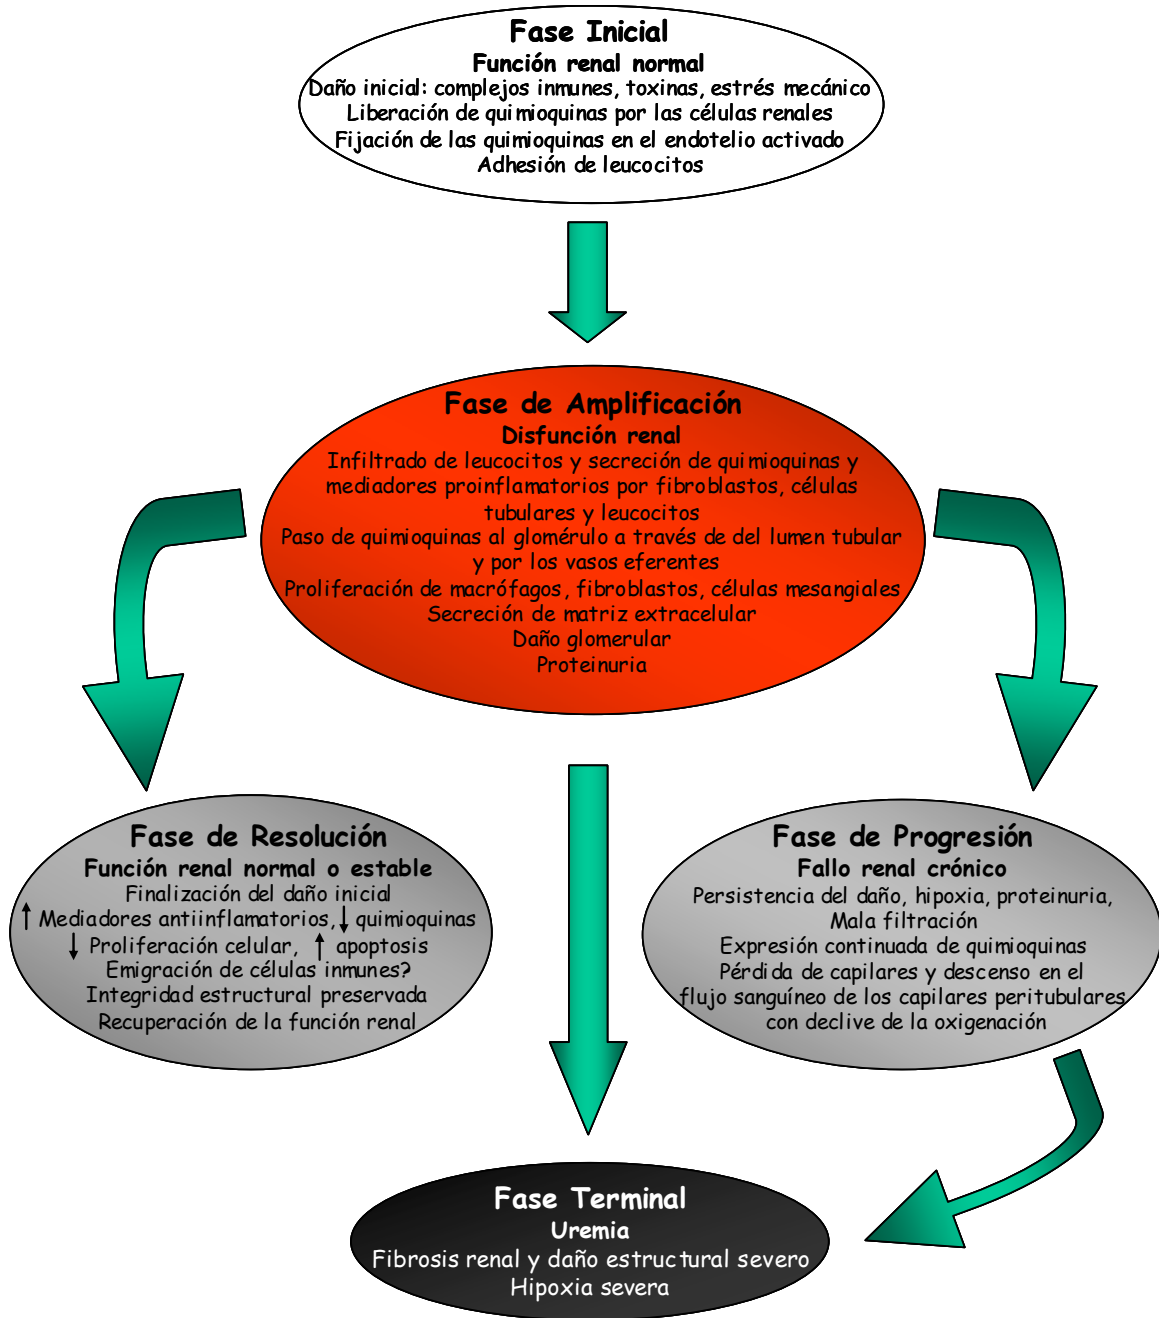 Fase Inicial
Función renal normal
Daño inicial: complejos inmunes, toxinas, estrés mecánico
Liberación de quimioquinas por las células renales
Fijación de las quimioquinas en el endotelio activado
Adhesión de leucocitos
Fase de Amplificación
Disfunción renal
Infiltrado de leucocitos y secreción de quimioquinas y
mediadores proinflamatorios por fibroblastos, células
tubulares y leucocitos
Paso de quimioquinas al glomérulo a través de del lumen tubular
y por los vasos eferentes
Proliferación de macrófagos, fibroblastos, células mesangiales
Secreción de matriz extracelular
Daño glomerular
Proteinuria
Fase de Resolución
Función renal normal o estable
Finalización del daño inicial
↑ Mediadores antiinflamatorios, ↓ quimioquinas
↓ Proliferación celular, ↑ apoptosis
Emigración de células inmunes?
Integridad estructural preservada
Recuperación de la función renal
Fase de Progresión
Fallo renal crónico
Persistencia del daño, hipoxia, proteinuria,
Mala filtración
Expresión continuada de quimioquinas
Pérdida de capilares y descenso en el
flujo sanguíneo de los capilares peritubulares
con declive de la oxigenación
Fase Terminal
Uremia
Fibrosis renal y daño estructural severo
Hipoxia severa